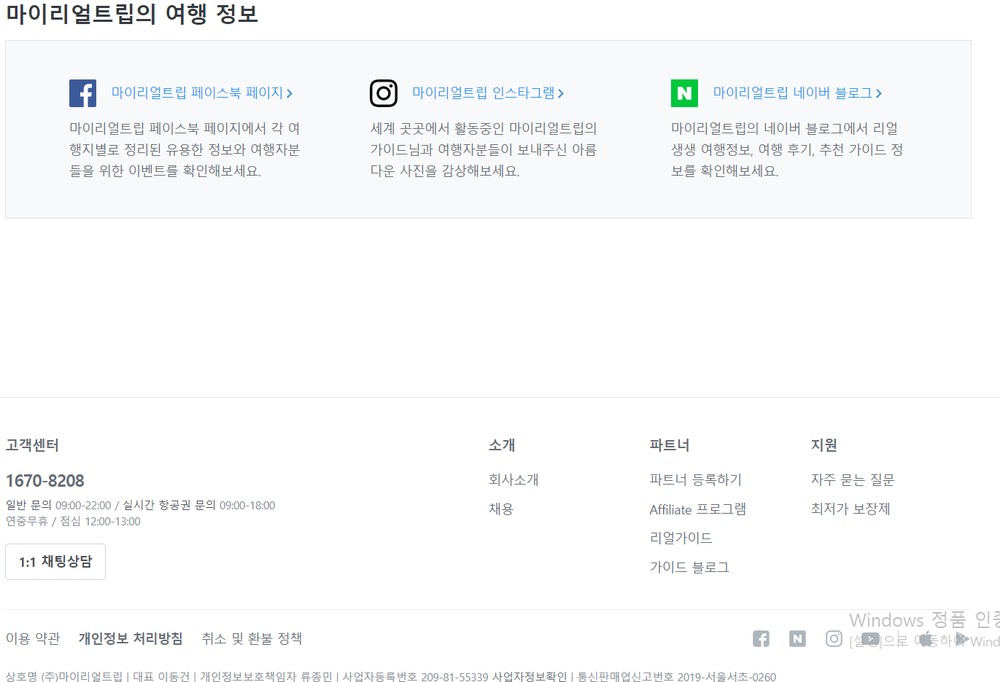 마이리얼트립의 여행 정보
마이리얼트립 페이스북 페이지
마이리얼트립 페이스북 페이지에서 각 여
행지별로 정리된 유용한 정보와 여행자분
들을 위한 이벤트를 확인해보세요.
마이리얼트립 인스타그램
세계 곳곳에서 활동중인 마이리얼트립의
가이드님과 여행자분들이 보내주신 아름
다운 사진을 감상해보세요.
마이리얼트립 네이버 블로그
마이리얼트립의 네이버 블로그에서 리얼
생생 여행정보, 여행 후기, 추천 가이드 정
보를 확인해보세요.
고객센터
1670-8208
일반 문의 09:00-22:00 / 실시간 항공권 문의 09:00-18:00
연중무휴 / 점심 12:00-13:00
1:1 채팅상담
소개
회사소개
채용
파트너
파트너 등록하기
Affiliate 프로그램
리얼가이드
가이드 블로그
지원
자주 묻는 질문
최저가 보장제
이용 약관 개인정보 처리방침 취소 및 환불 정책
Windows 정품 인증
[설정]으로 이동하여 Wind
상호명 (주)마이리얼트립 | 대표 이동건 | 개인정보보호책임자 류종민 | 사업자등록번호 209-81-55339 사업자정보확인 | 통신판매업신고번호 2019-서울서초-0260